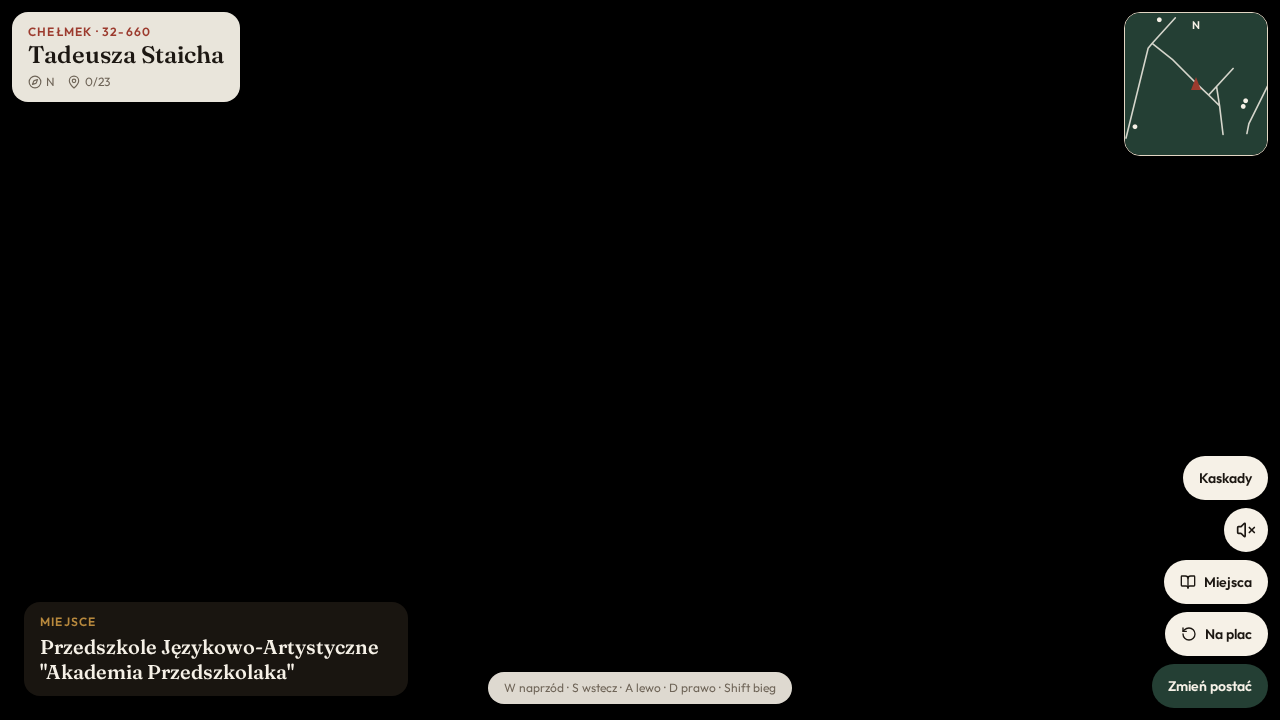 CHEŁMEK · 32-660
Tadeusza Staicha
N 0/23
N
Kaskady
Miejsca
Na plac
Zmień postać
MIEJSCE
Przedszkole Językowo-Artystyczne
"Akademia Przedszkolaka"
W naprzód · S wstecz · A lewo · D prawo · Shift bieg